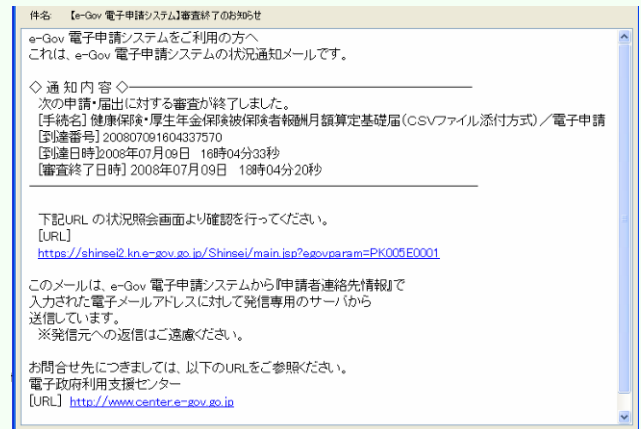 件名: 【e-Gov 電子申請システム】審査終了のお知らせ
e-Gov 電子申請システムをご利用の方へ
これは、e-Gov 電子申請システムの状況通知メールです。
◇ 通 知 内 容 ◇
次の申請・届出に対する審査が終了しました。
[手続名] 健康保険・厚生年金保険被保険者報酬月額算定基礎届(CSVファイル添付方式)／電子申請
[到達番号] 200807091604337570
[到達日時]2008年07月09日 16時04分33秒
[審査終了日時] 2008年07月09日 18時04分20秒
下記URL の状況照会画面より確認を行ってください。
[URL]
https://shinsei2.kn.e-gov.go.jp/Shinsei/main.jsp?egovparam=PK005E0001
このメールは、e-Gov 電子申請システムから『申請者連絡先情報』で
入力された電子メールアドレスに対して発信専用のサーバから
送信しています。
※発信元への返信はご遠慮ください。
お問合せ先につきましては、以下のURLをご参照ください。
電子政府利用支援センター
[URL] http://www.center.e-gov.go.jp